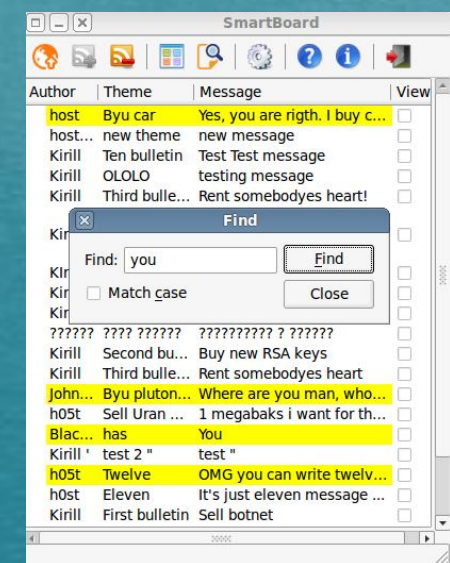 SmartBoard
Author Theme Message View
host Byu car Yes, you are rigth. I buy c...
host... new theme new message
Kirill Ten bulletin Test Test message
Kirill OLOLO testing message
Kirill Third bulle... Rent somebodyes heart!
Find
Find: you Find
Match case Close
?????? ???? ?????? ?????????? ? ??????
Kirill Second bu... Buy new RSA keys
Kirill Third bulle... Rent somebodyes heart
John... Byu pluton... Where are you man, who...
h05t Sell Uran ... 1 megabaks i want for th...
Blac... has You
Kirill ' test 2 " test "
h05t Twelve OMG you can write twelv...
h0st Eleven It's just eleven message ...
Kirill First bulletin Sell botnet